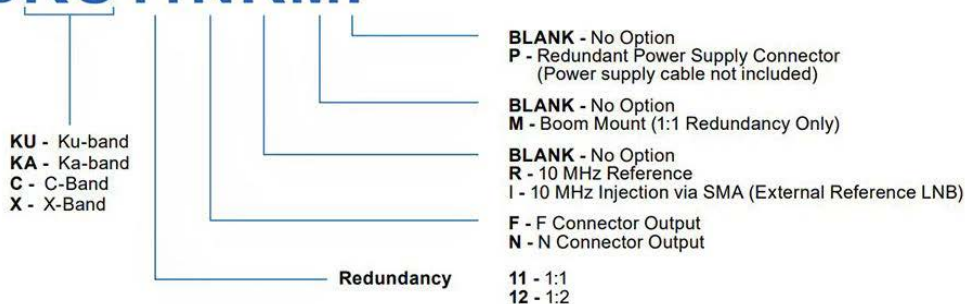 BLANK - No Option
P - Redundant Power Supply Connector
(Power supply cable not included)
BLANK - No Option
M - Boom Mount (1:1 Redundancy Only)
KU - Ku-band
KA - Ka-band
C - C-Band
X - X-Band
BLANK - No Option
R - 10 MHz Reference
I - 10 MHz Injection via SMA (External Reference LNB)
F - F Connector Output
N - N Connector Output
Redundancy
11 - 1:1
12 - 1:2